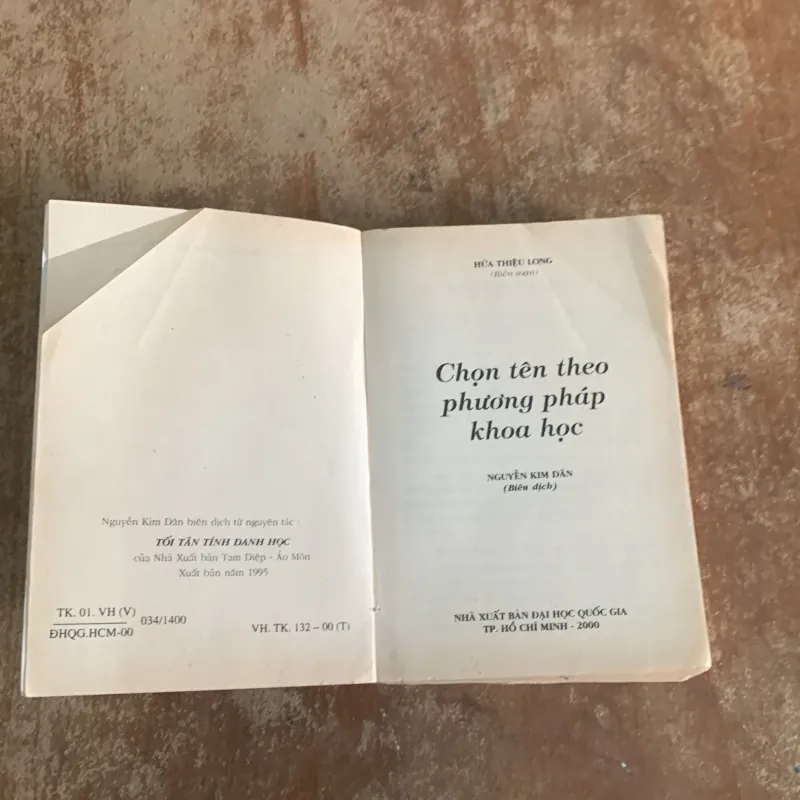 Nguyễn Kim Dân biên dịch từ nguyên tác :
TỐI TÂN TÍNH DANH HỌC
của Nhà Xuất bản Tam Diệp - Áo Môn
Xuất bản năm 1995
TK. 01. VH (V)
ĐHQG.HCM-00
034/1400
VH. TK. 132 – 00 (T)
HỨA THIỆU LONG
(Biên soạn)
Chọn tên theo
phương pháp
khoa học
NGUYỄN KIM DÂN
(Biên dịch)
NHÀ XUẤT BẢN ĐẠI HỌC QUỐC GIA
TP. HỒ CHÍ MINH - 2000